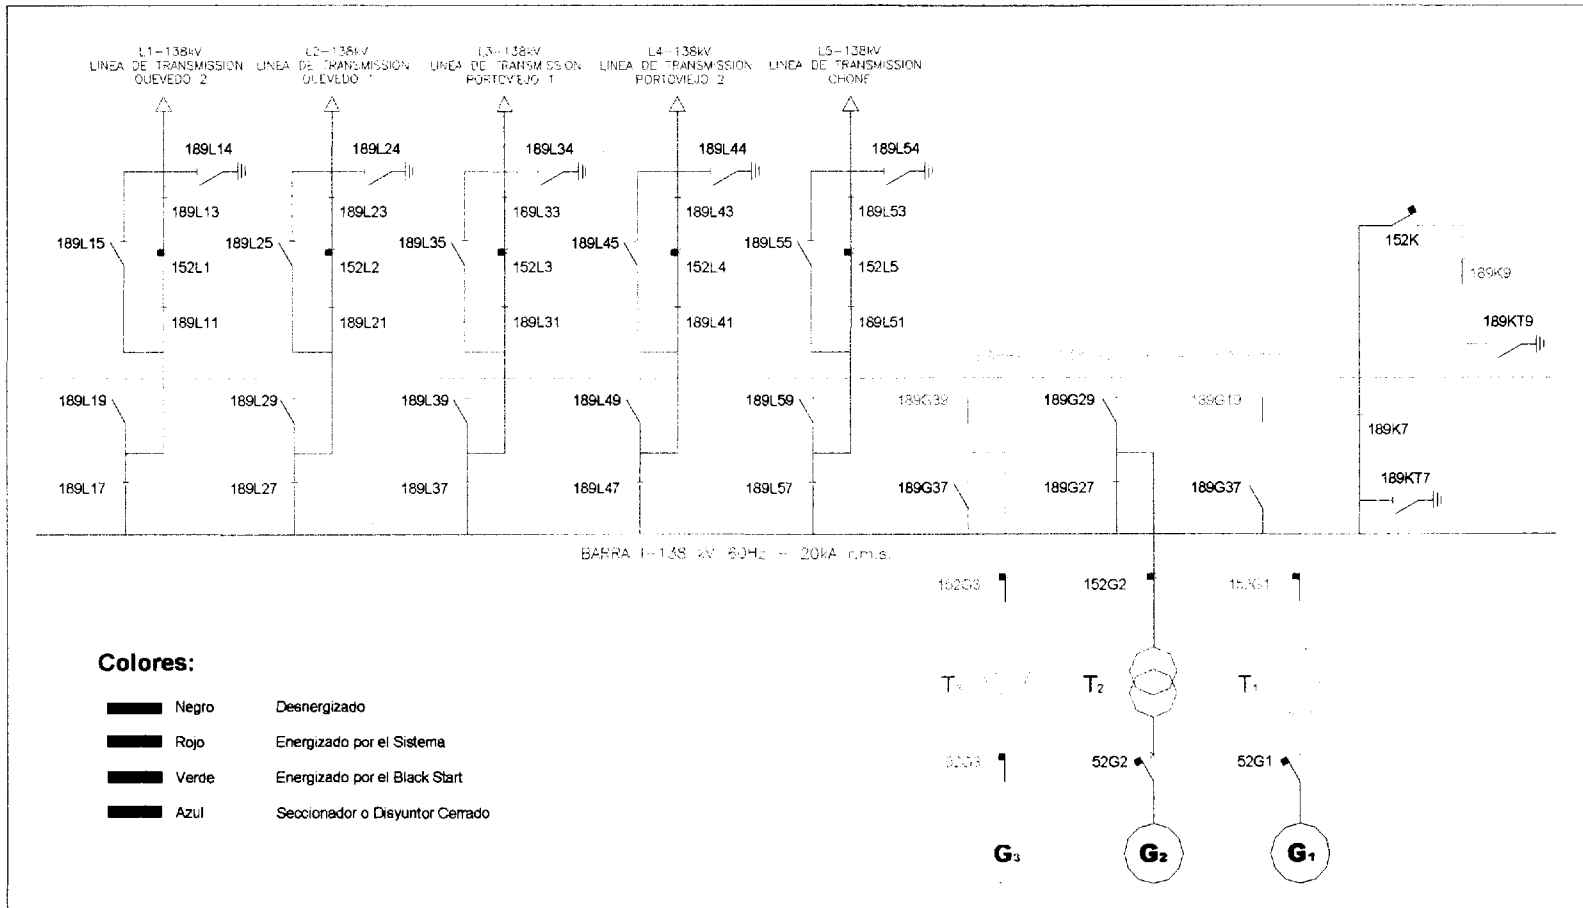 L1-138kV
LINEA DE TRANSMISSION
QUEVEDO 2
L2-138kV
LINEA DE TRANSMISSION
QUEVEDO 1
L3-138kV
LINEA DE TRANSMISSION
PORTOVIEJO 1
L4-138kV
LINEA DE TRANSMISSION
PORTOVIEJO 2
L5-138kV
LINEA DE TRANSMISSION
CHONE
189L14
189L24
189L34
189L44
189L54
189L13
189L23
189L33
189L43
189L53
189L15
189L25
189L35
189L45
189L55
152K
152L1
152L2
152L3
152L4
152L5
189K9
189L11
189L21
189L31
189L41
189L51
189KT9
189L19
189L29
189L39
189L49
189L59
189G39
189G29
189G19
189K7
189L17
189L27
189L37
189L47
189L57
189G37
189G27
189G37
189KT7
BARRA I-138 kV 60Hz - 20kA r.m.s.
152G3
152G2
152G1
T3
T2
T1
52G3
52G2
52G1
G3
G2
G1
Colores:
Negro Desnergizado
Rojo Energizado por el Sistema
Verde Energizado por el Black Start
Azul Seccionador o Disyuntor Cerrado